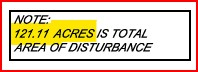 NOTE:
121.11 ACRES IS TOTAL
AREA OF DISTURBANCE